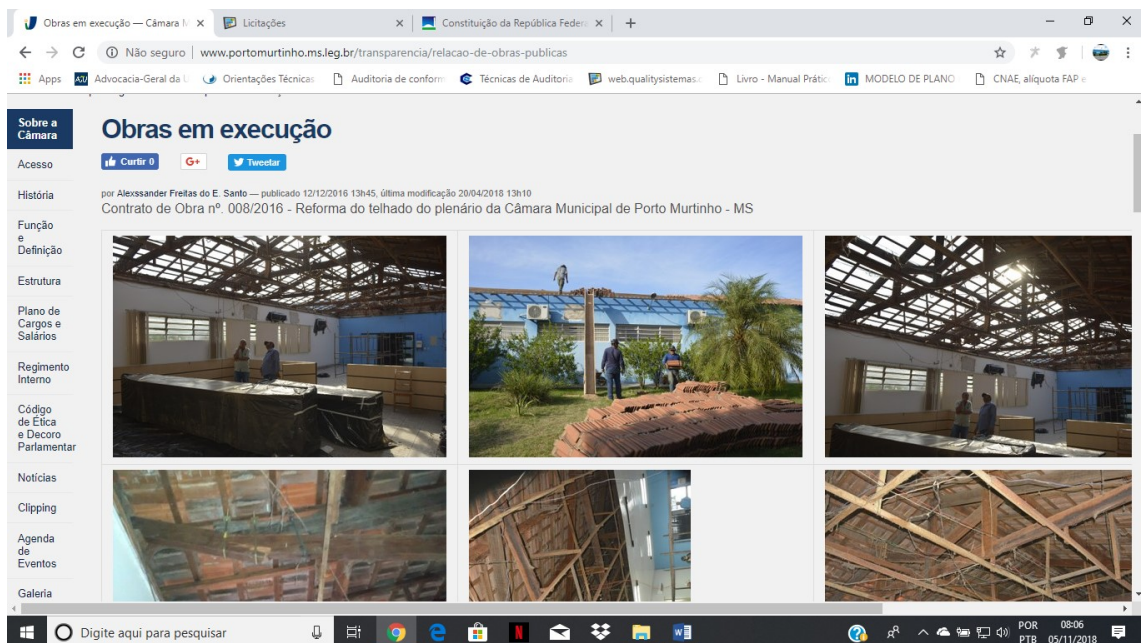 Obras em execução — Câmara M
Licitações
Constituição da República Feder
Não seguro | www.portomurtinho.ms.leg.br/transparencia/relacao-de-obras-publicas
Apps
AGU
Advocacia-Geral da U
Orientações Técnicas
Auditoria de conform
Técnicas de Auditoria
web.qualitysistemas.c
Livro - Manual Prátic
in
MODELO DE PLANO
CNAE, alíquota FAP e
Sobre a
Câmara
Obras em execução
Curtir 0
G+
Tweetar
Acesso
por Alexssander Freitas do E. Santo — publicado 12/12/2016 13h45, última modificação 20/04/2018 13h10
História
Contrato de Obra nº. 008/2016 - Reforma do telhado do plenário da Câmara Municipal de Porto Murtinho - MS
Função
e
Definição
Estrutura
Plano de
Cargos e
Salários
Regimento
Interno
Código
de Ética
e Decoro
Parlamentar
Notícias
Clipping
Agenda
de
Eventos
Galeria
Digite aqui para pesquisar
POR
PTB
08:06
05/11/2018